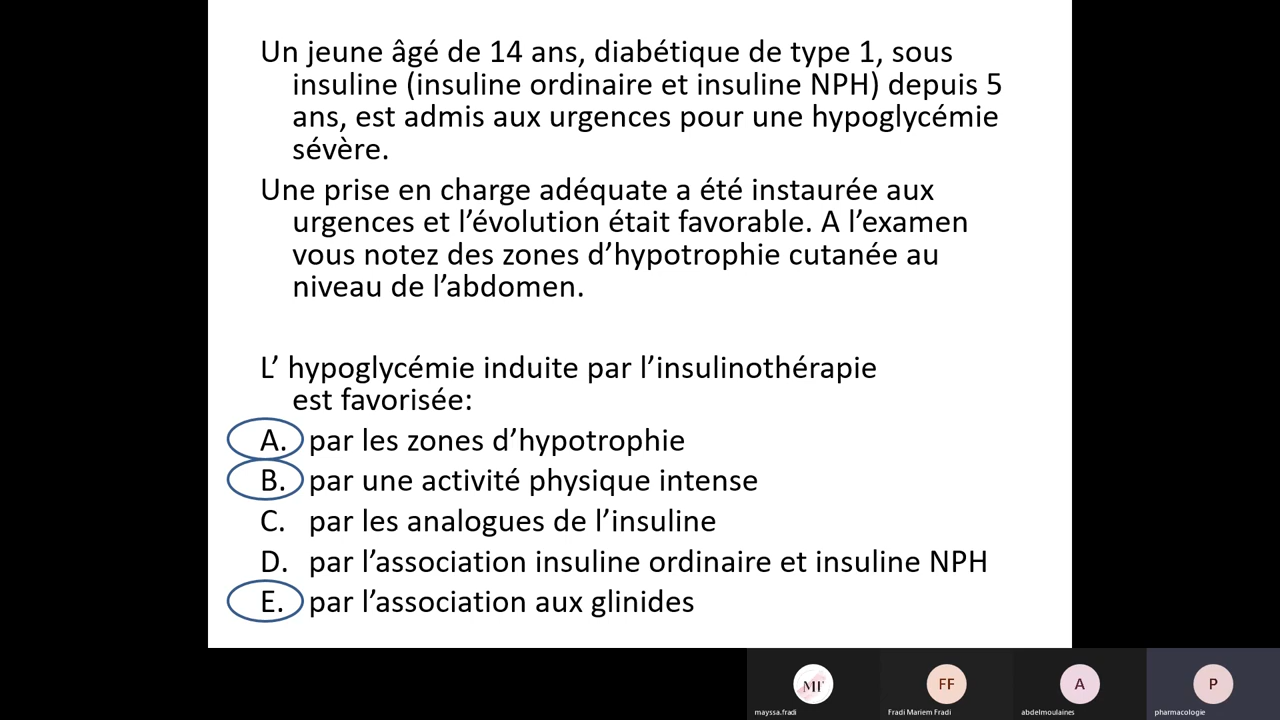 Un jeune âgé de 14 ans, diabétique de type 1, sous
insuline (insuline ordinaire et insuline NPH) depuis 5
ans, est admis aux urgences pour une hypoglycémie
sévère.
Une prise en charge adéquate a été instaurée aux
urgences et l’évolution était favorable. A l’examen
vous notez des zones d’hypotrophie cutanée au
niveau de l’abdomen.
L’ hypoglycémie induite par l’insulinothérapie
est favorisée:
A. par les zones d’hypotrophie
B. par une activité physique intense
C. par les analogues de l’insuline
D. par l’association insuline ordinaire et insuline NPH
E. par l’association aux glinides
MF FF A P
mayssa.fradi Fradi Mariem Fradi abdelmoulaines pharmacologie